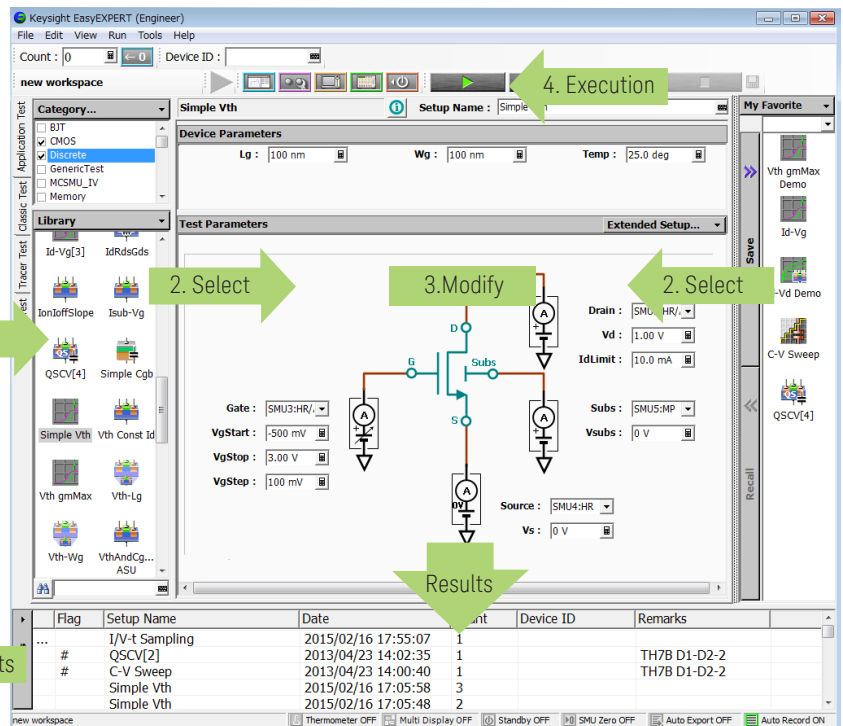 Keysight EasyEXPERT (Engineer)
File Edit View Run Tools Help
Count : 0 0 Device ID :
new workspace
4. Execution
Category...
BJT
CMOS
Discrete
GenericTest
MCSMU_IV
Memory
Application Test
Classic Test
Tracer Test
Library
Id-Vg[3] IdRdsGds
IonIoffSlope Isub-Vg
QSCV[4] Simple Cgb
Simple Vth Vth Const Id
Vth gmMax Vth-Lg
Vth-Wg VthAndCg...
ASU
Simple Vth Setup Name :
Device Parameters
Lg : 100 nm Wg : 100 nm Temp : 25.0 deg
Test Parameters Extended Setup...
2. Select 3.Modify 2. Select
Drain :
Vd : 1.00 V
IdLimit : 10.0 mA
D
G
Subs
S
A
A
A
A
0V
Gate : SMU3:HR/
VgStart : -500 mV
VgStop : 3.00 V
VgStep : 100 mV
Subs : SMU5:MP
Vsubs : 0 V
Source : SMU4:HR
Vs : 0 V
Results
My Favorite
Save
Recall
Vth gmMax
Demo
Id-Vg
-Vd Demo
C-V Sweep
QSCV[4]
Flag Setup Name Date Device ID Remarks
... I/V-t Sampling 2015/02/16 17:55:07 1
# QSCV[2] 2013/04/23 14:02:35 1 TH7B D1-D2-2
# C-V Sweep 2013/04/23 14:00:40 1 TH7B D1-D2-2
Simple Vth 2015/02/16 17:05:58 3
Simple Vth 2015/02/16 17:05:48 2
new workspace Thermometer OFF Multi Display OFF Standby OFF SMU Zero OFF Auto Export OFF Auto Record ON